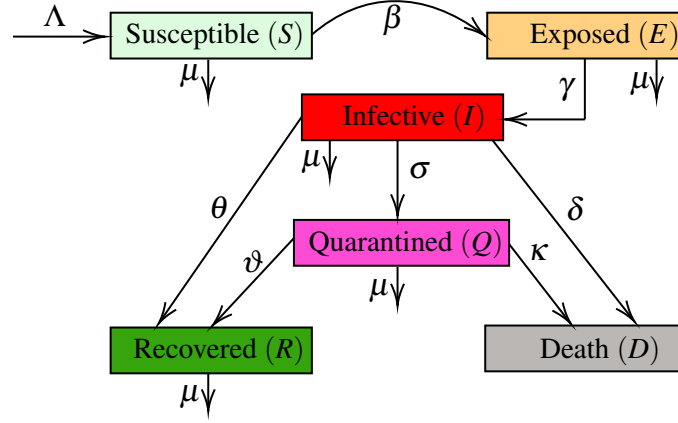 Λ
Susceptible (S)
β
Exposed (E)
μ
γ
μ
Infective (I)
μ
σ
θ
δ
Quarantined (Q)
ϑ
κ
μ
Recovered (R)
Death (D)
μ